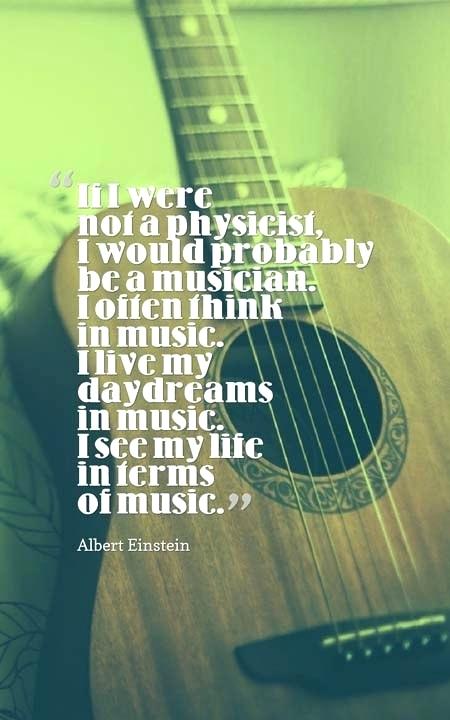 “If I were
not a physicist,
I would probably
be a musician.
I often think
in music.
I live my
daydreams
in music.
I see my life
in terms
of music.”
Albert Einstein